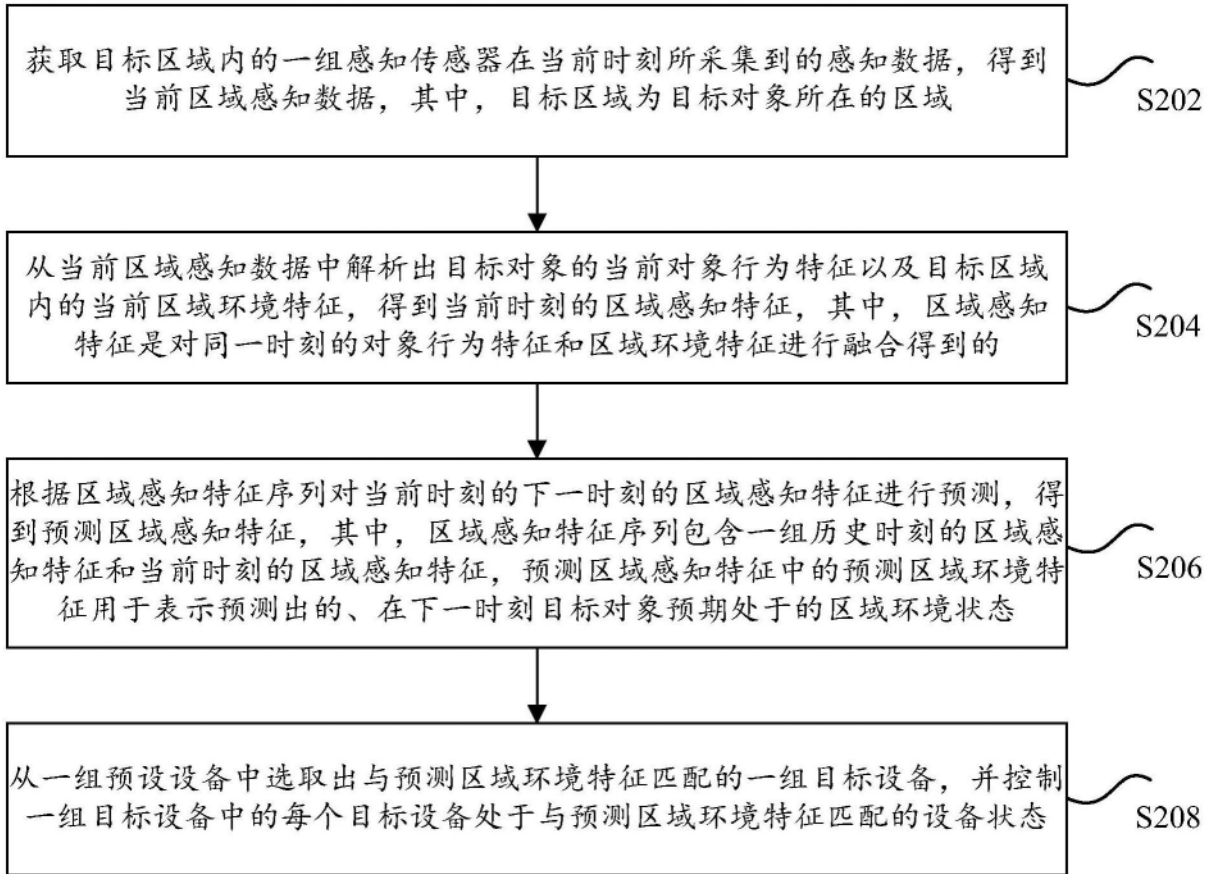 获取目标区域内的一组感知传感器在当前时刻所采集到的感知数据，得到
当前区域感知数据，其中，目标区域为目标对象所在的区域
S202
从当前区域感知数据中解析出目标对象的当前对象行为特征以及目标区域
内的当前区域环境特征，得到当前时刻的区域感知特征，其中，区域感知
特征是对同一时刻的对象行为特征和区域环境特征进行融合得到的
S204
根据区域感知特征序列对当前时刻的下一时刻的区域感知特征进行预测，得
到预测区域感知特征，其中，区域感知特征序列包含一组历史时刻的区域感
知特征和当前时刻的区域感知特征，预测区域感知特征中的预测区域环境特
征用于表示预测出的、在下一时刻目标对象预期处于的区域环境状态
S206
从一组预设设备中选取出与预测区域环境特征匹配的一组目标设备，并控制
一组目标设备中的每个目标设备处于与预测区域环境特征匹配的设备状态
S208